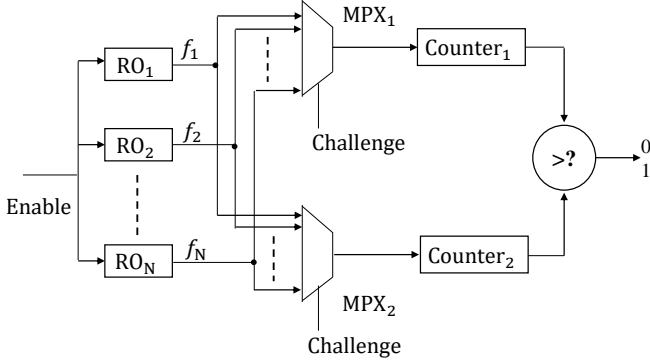 MPX₁
f₁
RO₁
Counter₁
f₂
RO₂
Challenge
>?
0
1
Enable
f_N
RO_N
Counter₂
MPX₂
Challenge